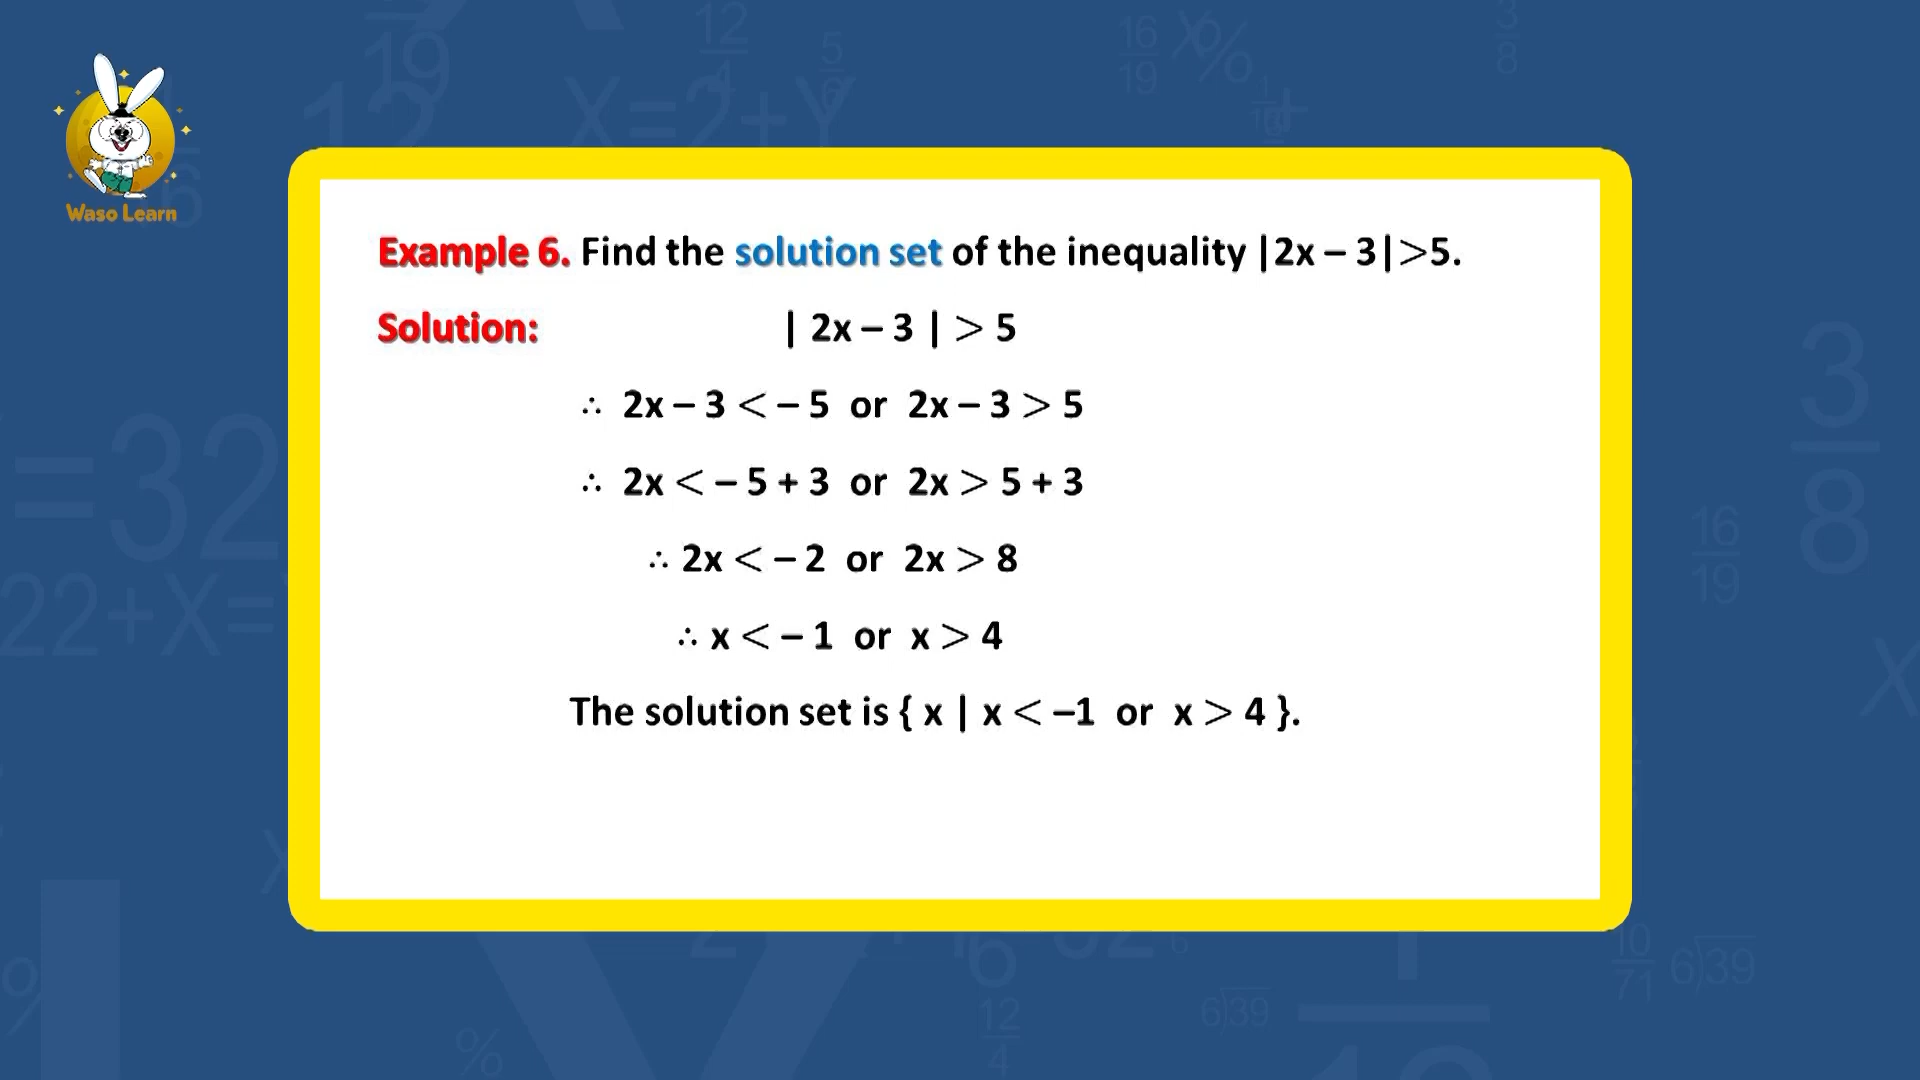 Waso Learn
Example 6. Find the solution set of the inequality |2x – 3|>5.
Solution: | 2x – 3 | > 5
∴ 2x – 3 < – 5 or 2x – 3 > 5
∴ 2x < – 5 + 3 or 2x > 5 + 3
∴ 2x < – 2 or 2x > 8
∴ x < – 1 or x > 4
The solution set is { x | x < –1 or x > 4 }.